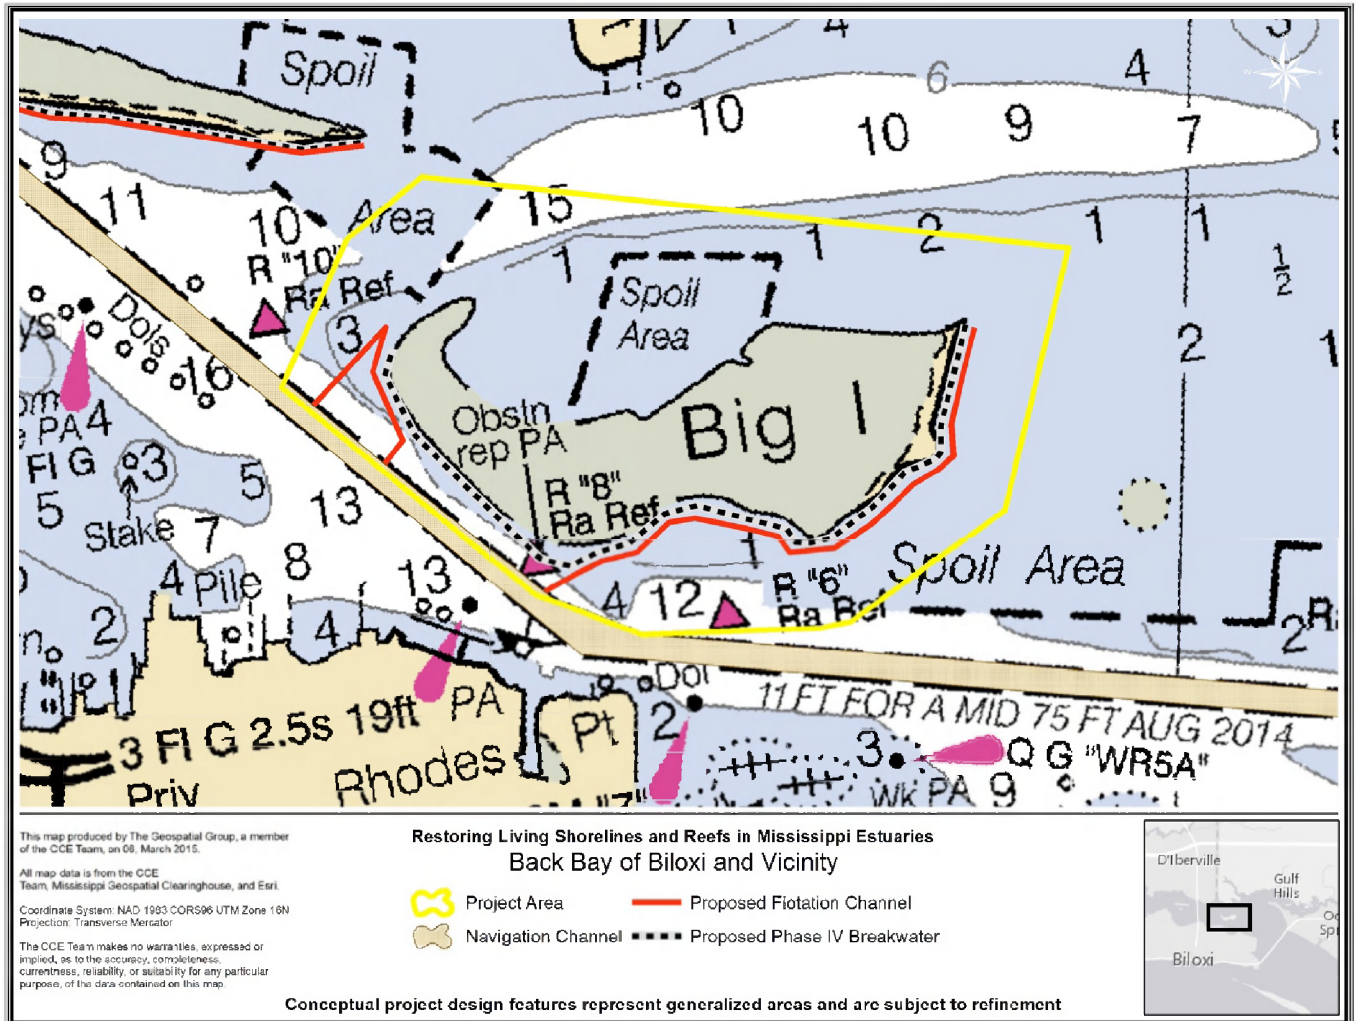 1
4
3
Spoil
6
4
10
10
9
7
9
11
10
Area
15
1
2
1
1
R "10"
Ra Ref
1
Spoil
Area
1/2
3
Dols
16
2
1
ys
Obstn
rep PA
Big I
PA 4
Fl G
3
5
5
R "8"
Ra Ref
13
Stake
7
8
Spoil Area
4
Pile
13
4
12
R "6"
Ra Ref
2
4
2
Dol
11 FT FOR A MID 75 FT AUG 2014
PA
3 Fl G 2.5s 19ft
Pt
2
3
Q G "WR5A"
Rhodes
Wk PA
9
Priv
This map produced by The Geospatial Group, a member
of the CCE Team, on 06, March 2015.
All map data is from the CCE
Team, Mississippi Geospatial Clearinghouse, and Esri.
Coordinate System: NAD 1983 CORS96 UTM Zone 16N
Projection: Transverse Mercator
The CCE Team makes no warranties, expressed or
implied, as to the accuracy, completeness,
currentness, reliability, or suitability for any particular
purpose, of the data contained on this map.
Restoring Living Shorelines and Reefs in Mississippi Estuaries
Back Bay of Biloxi and Vicinity
Project Area
Proposed Flotation Channel
Navigation Channel
Proposed Phase IV Breakwater
Conceptual project design features represent generalized areas and are subject to refinement
D'Iberville
Gulf
Hills
Oc
Spr
Biloxi